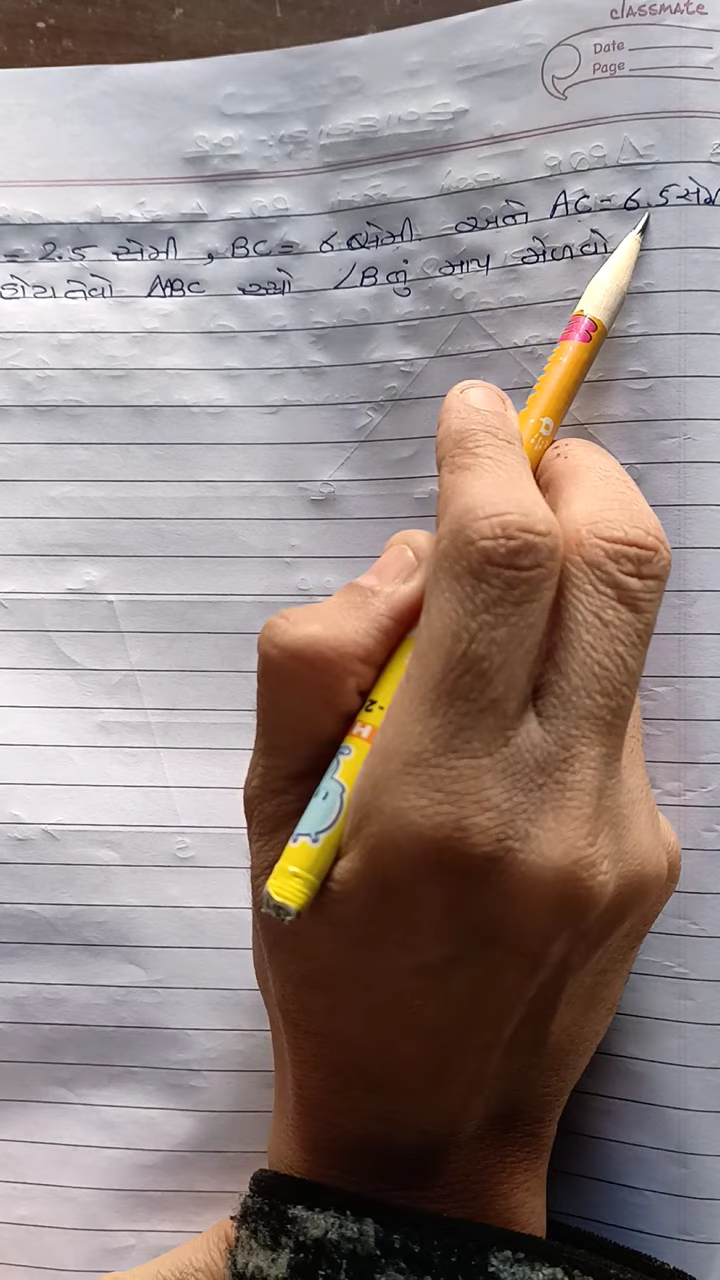 classmate
Date
Page
= 2.5 સેમી , BC = 6 સેમી અને AC = 6.5 સેમી
હોય તેવો △ABC રચો ∠B નું માપ મેળવો